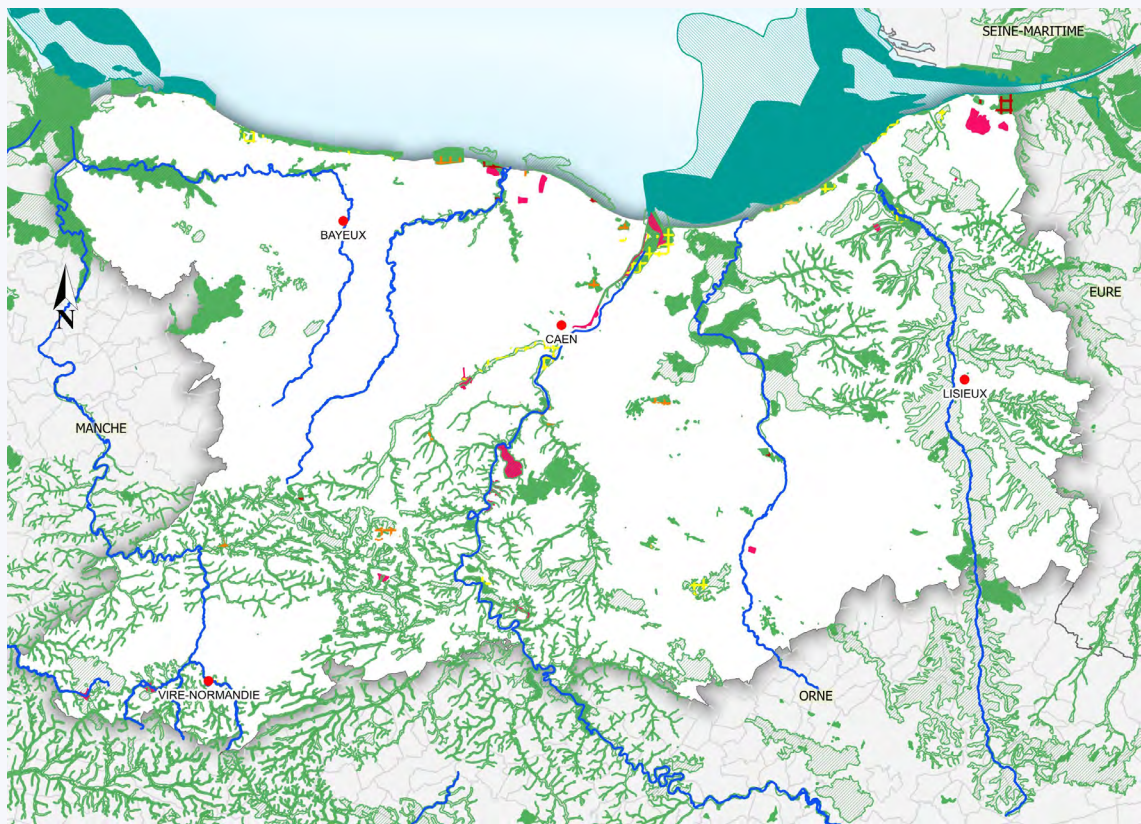 SEINE-MARITIME
BAYEUX
EURE
N
CAEN
LISIEUX
MANCHE
VIRE-NORMANDIE
ORNE